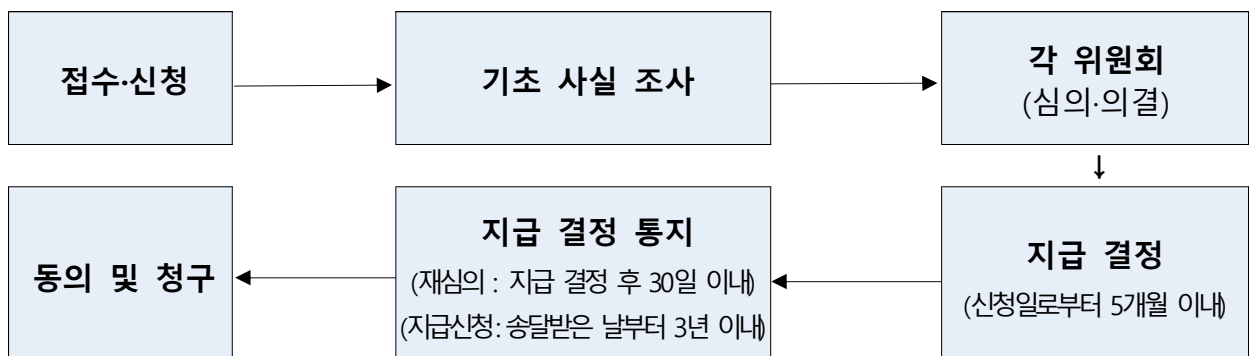 접수·신청
기초 사실 조사
각 위원회
(심의·의결)
↓
지급 결정
(신청일로부터 5개월 이내)
지급 결정 통지
(재심의 : 지급 결정 후 30일 이내)
(지급신청: 송달받은 날부터 3년 이내)
동의 및 청구